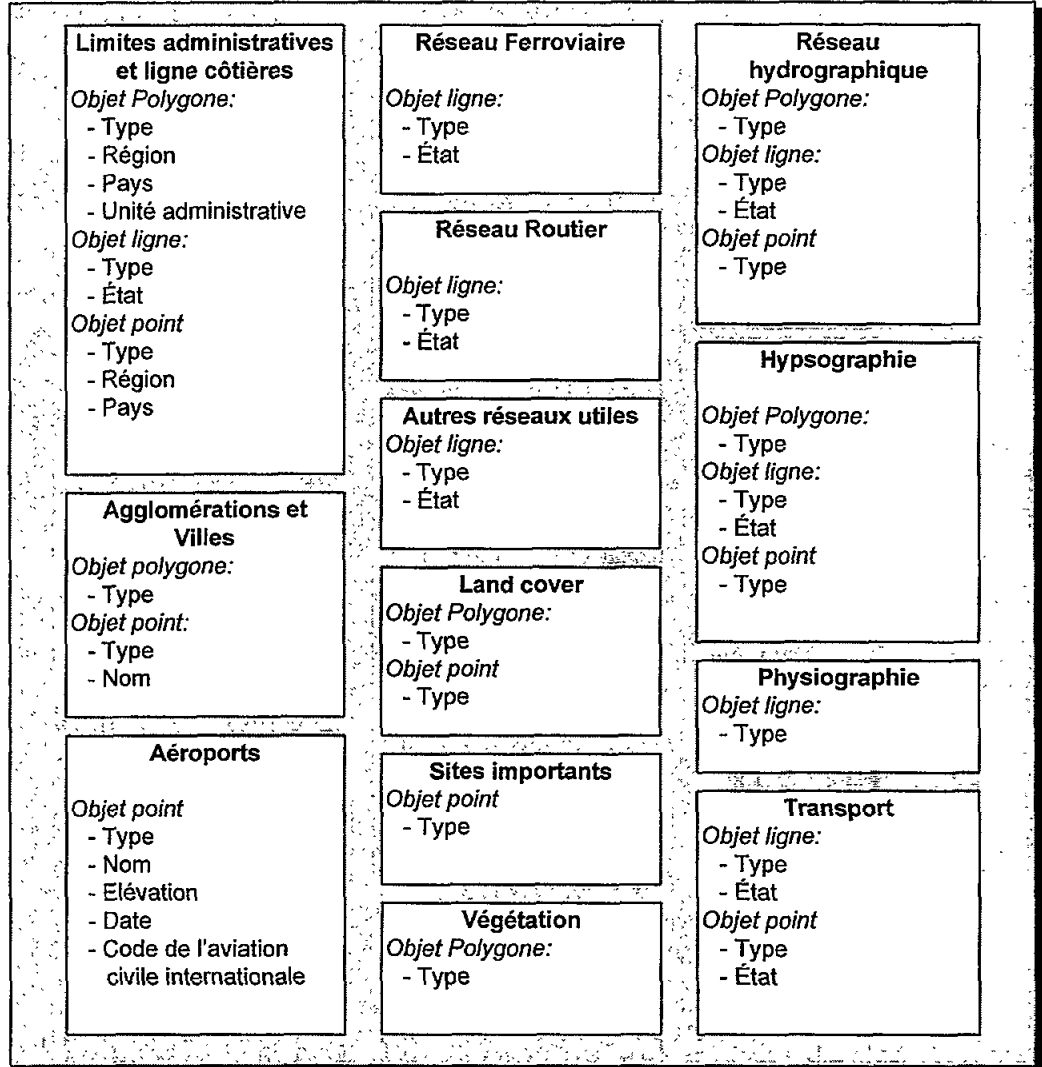 Limites administratives
et ligne côtières
Objet Polygone:
- Type
- Région
- Pays
- Unité administrative
Objet ligne:
- Type
- État
Objet point
- Type
- Région
- Pays
Agglomérations et
Villes
Objet polygone:
- Type
Objet point:
- Type
- Nom
Aéroports
Objet point
- Type
- Nom
- Elévation
- Date
- Code de l'aviation
civile internationale
Réseau Ferroviaire
Objet ligne:
- Type
- État
Réseau Routier
Objet ligne:
- Type
- État
Autres réseaux utiles
Objet ligne:
- Type
- État
Land cover
Objet Polygone:
- Type
Objet point
- Type
Sites importants
Objet point
- Type
Végétation
Objet Polygone:
- Type
Réseau
hydrographique
Objet Polygone:
- Type
Objet ligne:
- Type
- État
Objet point
- Type
Hypsographie
Objet Polygone:
- Type
Objet ligne:
- Type
- État
Objet point
- Type
Physiographie
Objet ligne:
- Type
Transport
Objet ligne:
- Type
- État
Objet point
- Type
- État